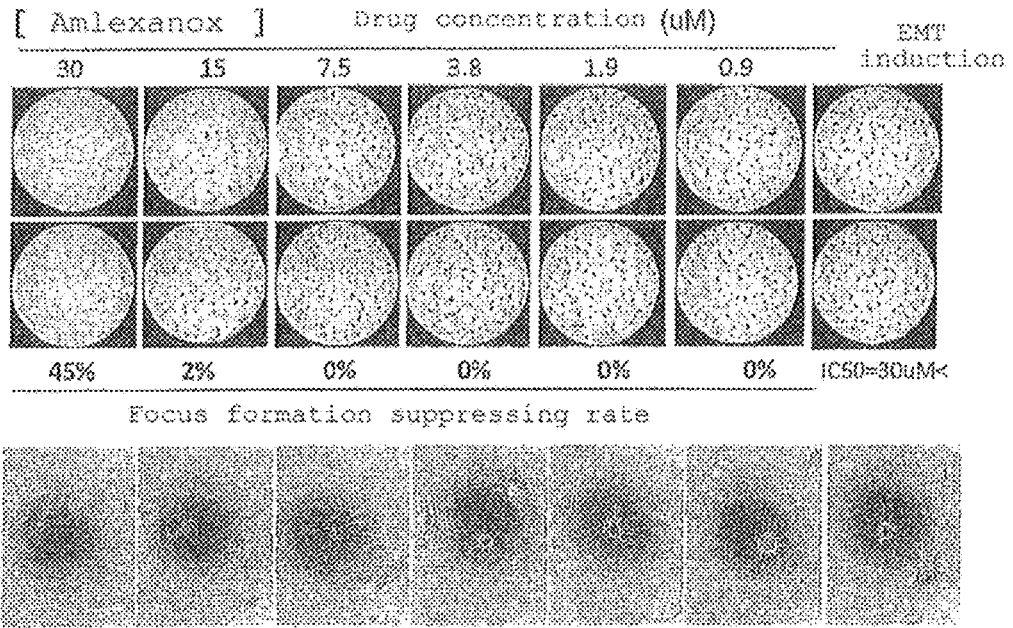 [ Amlexanox ] Drug concentration (uM)
EMT
induction
30 15 7.5 3.8 1.9 0.9
45% 2% 0% 0% 0% 0% IC50=30uM<
Focus formation suppressing rate